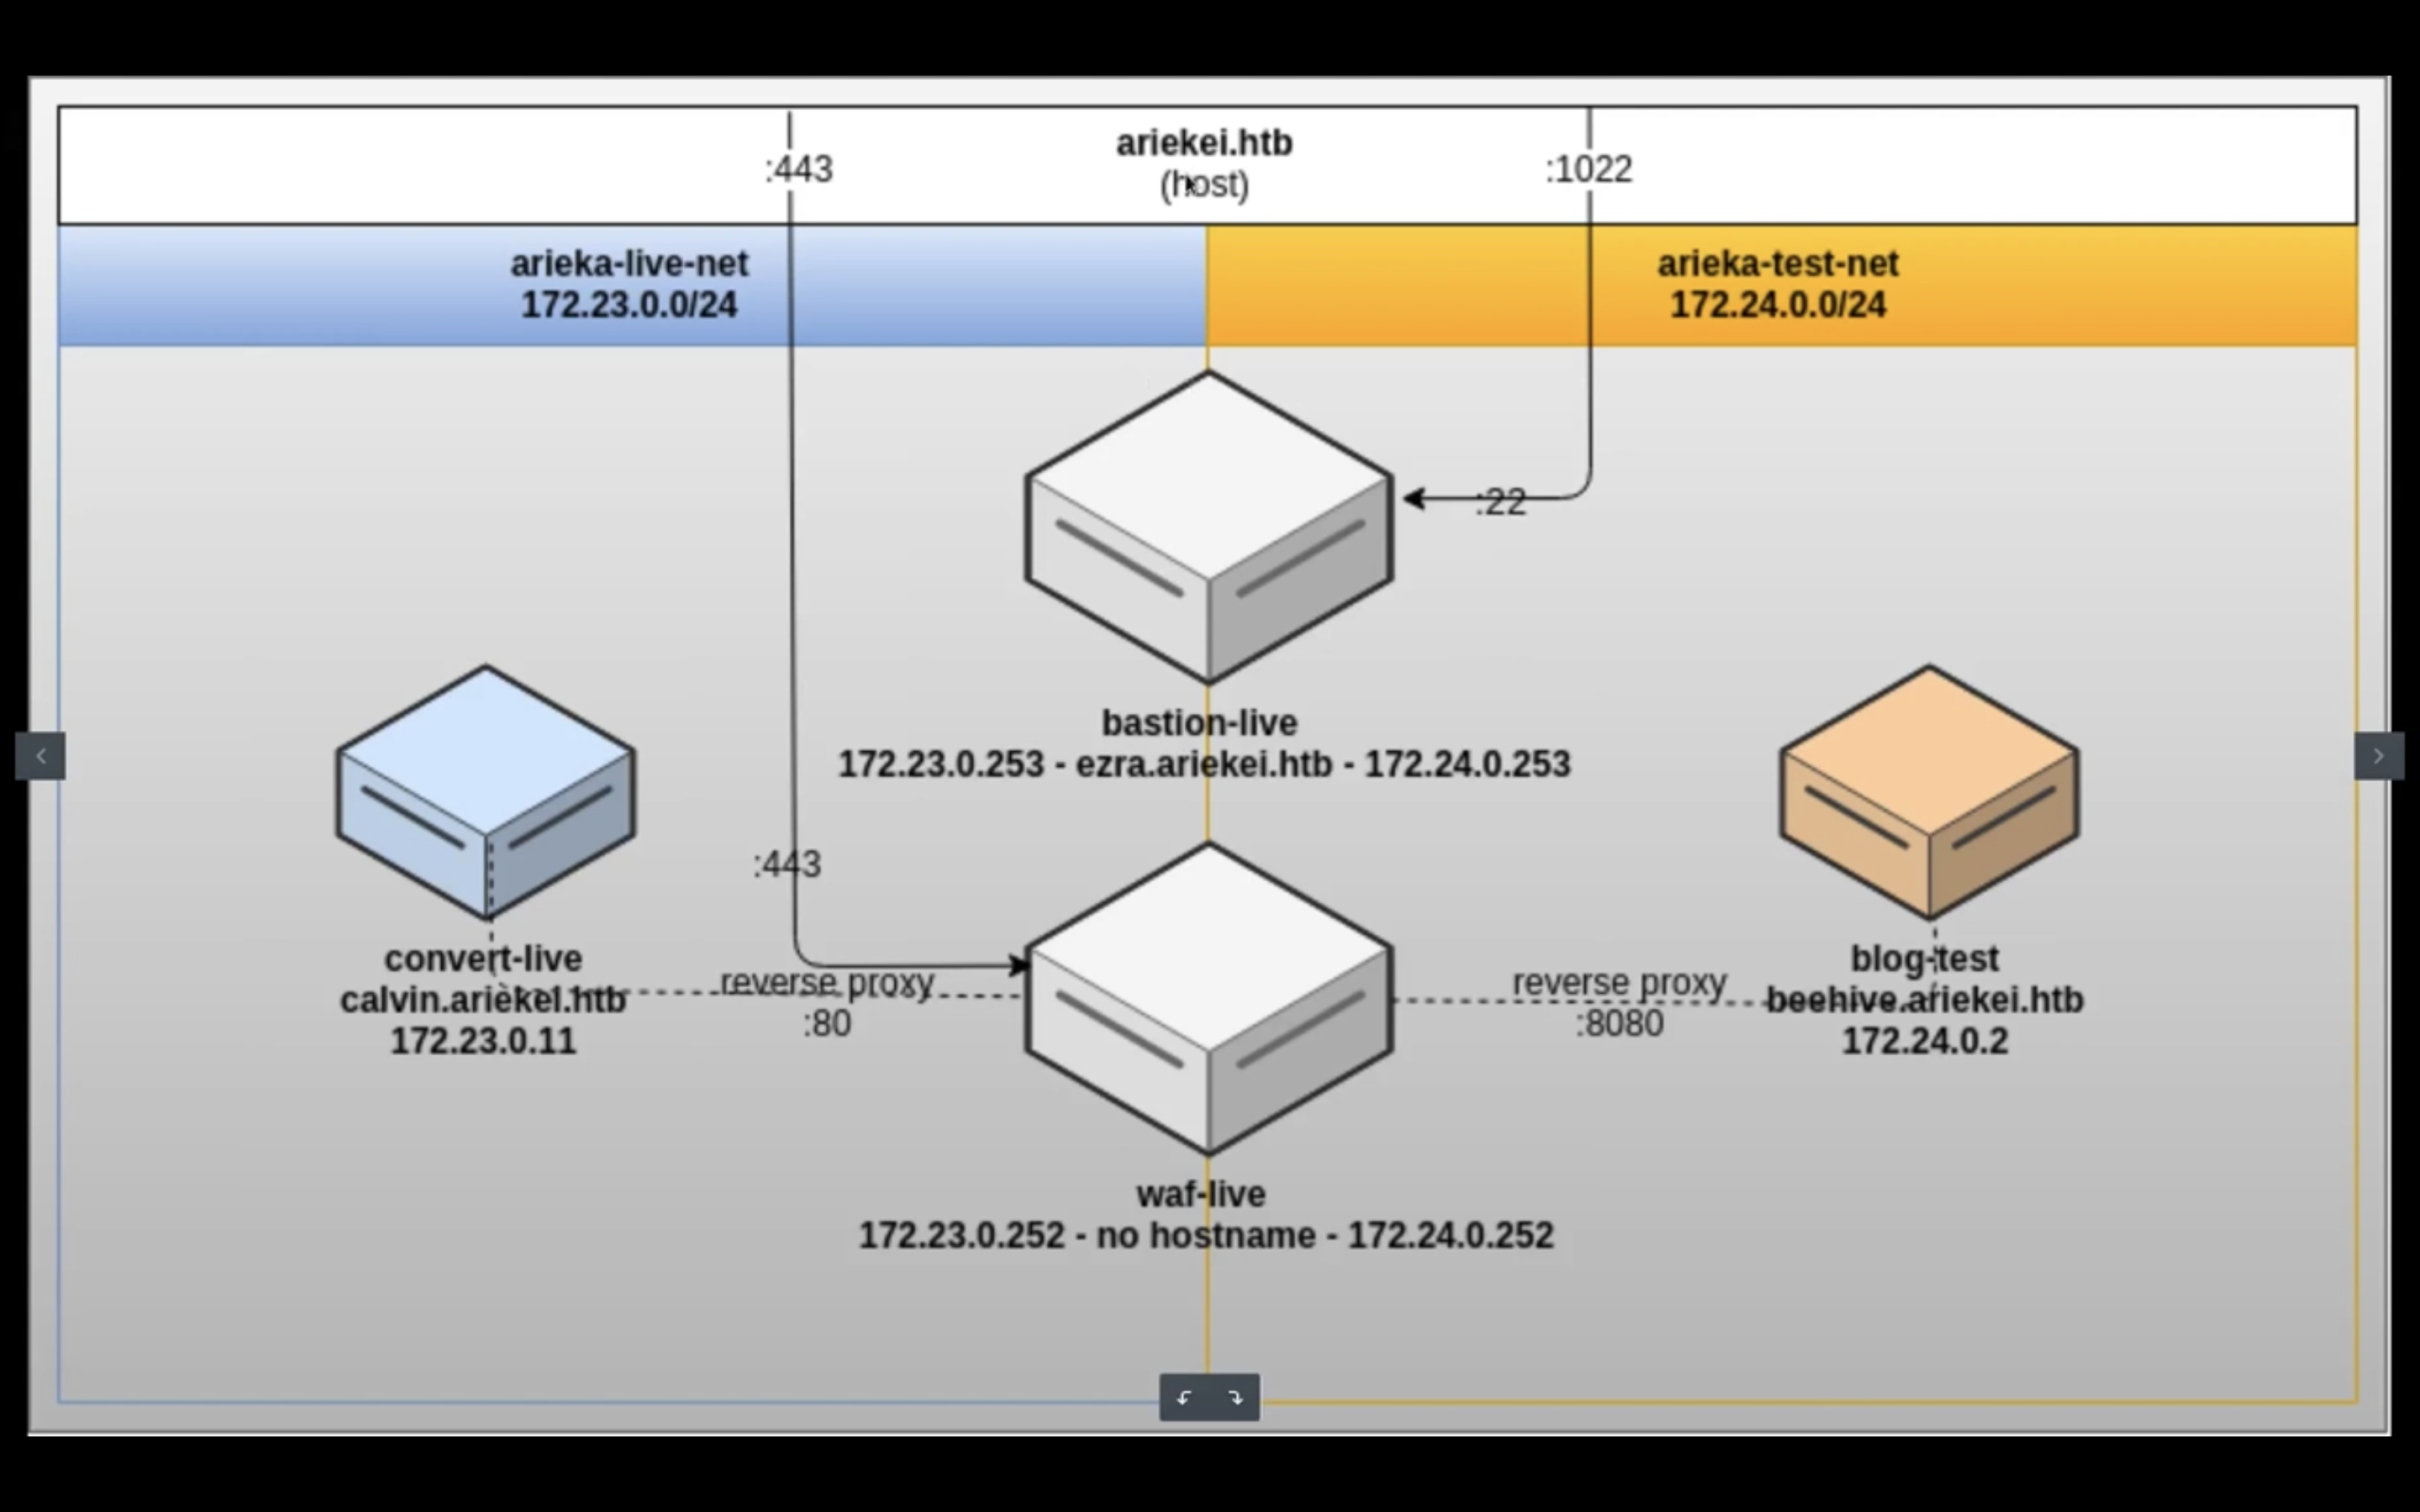 ariekei.htb
(host)
:443
:1022
arieka-live-net
172.23.0.0/24
arieka-test-net
172.24.0.0/24
:22
bastion-live
172.23.0.253 - ezra.ariekei.htb - 172.24.0.253
:443
convert-live
calvin.ariekei.htb
172.23.0.11
reverse proxy
:80
reverse proxy
:8080
blog-test
beehive.ariekei.htb
172.24.0.2
waf-live
172.23.0.252 - no hostname - 172.24.0.252